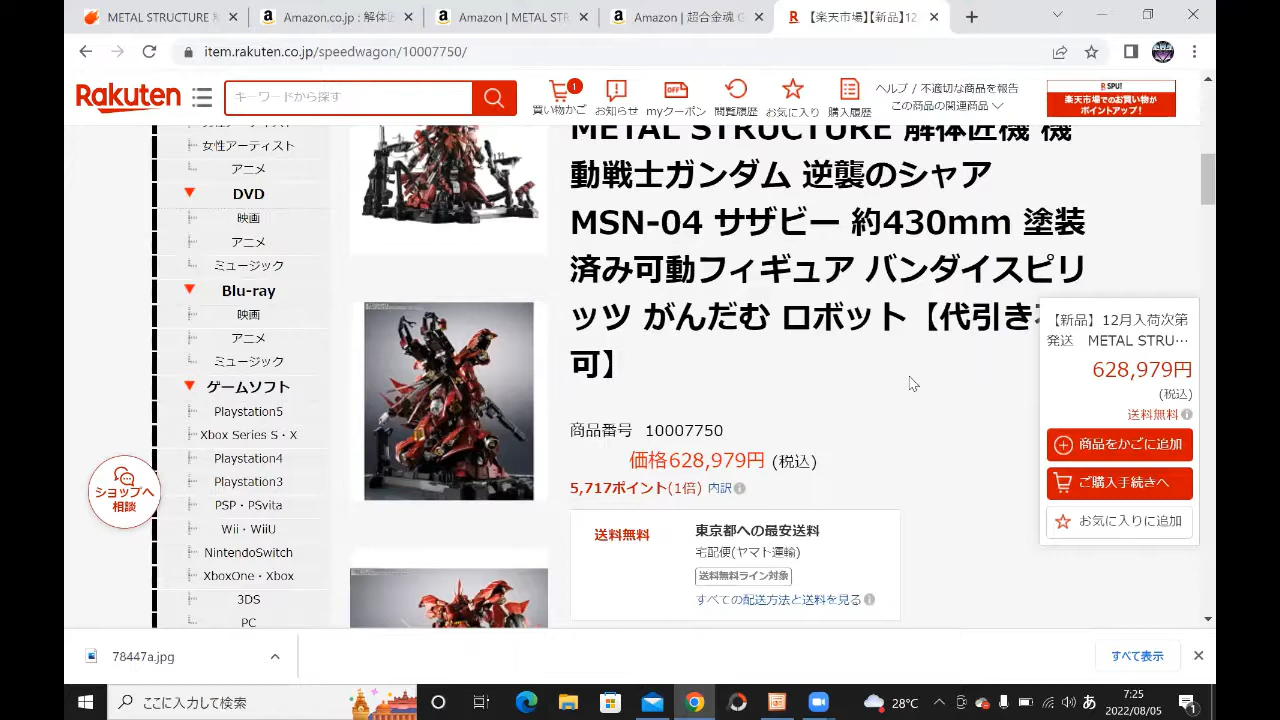 METAL STRUCTURE 解
Amazon.co.jp : 解体匠
Amazon | METAL STR
Amazon | 超合金魂 G
R 【楽天市場】【新品】12
item.rakuten.co.jp/speedwagon/10007750/
Rakuten
キーワードから探す
1
買い物かご
お知らせ
OFF
myクーポン
閲覧履歴
お気に入り
購入履歴
ヘルプ / 不適切な商品を報告
この商品の関連商品
R SPU!
楽天市場でのお買い物が
ポイントアップ！
女性アーティスト
アニメ
DVD
映画
アニメ
ミュージック
Blu-ray
映画
アニメ
ミュージック
ゲームソフト
Playstation5
Xbox Series S・X
Playstation4
Playstation3
PSP・PSvita
Wii・WiiU
NintendoSwitch
XboxOne・Xbox
3DS
PC
ショップへ
相談
METAL STRUCTURE 解体匠機 機
動戦士ガンダム 逆襲のシャア
MSN-04 サザビー 約430mm 塗装
済み可動フィギュア バンダイスピリ
ッツ がんだむ ロボット【代引き不
可】
商品番号 10007750
価格628,979円 (税込)
5,717ポイント(1倍) 内訳
送料無料
東京都への最安送料
宅配便(ヤマト運輸)
送料無料ライン対象
すべての配送方法と送料を見る
【新品】12月入荷次第
発送 METAL STRU…
628,979円
(税込)
送料無料
商品をかごに追加
ご購入手続きへ
お気に入りに追加
78447a.jpg
すべて表示
ここに入力して検索
28°C
あ
7:25
2022/08/05
1